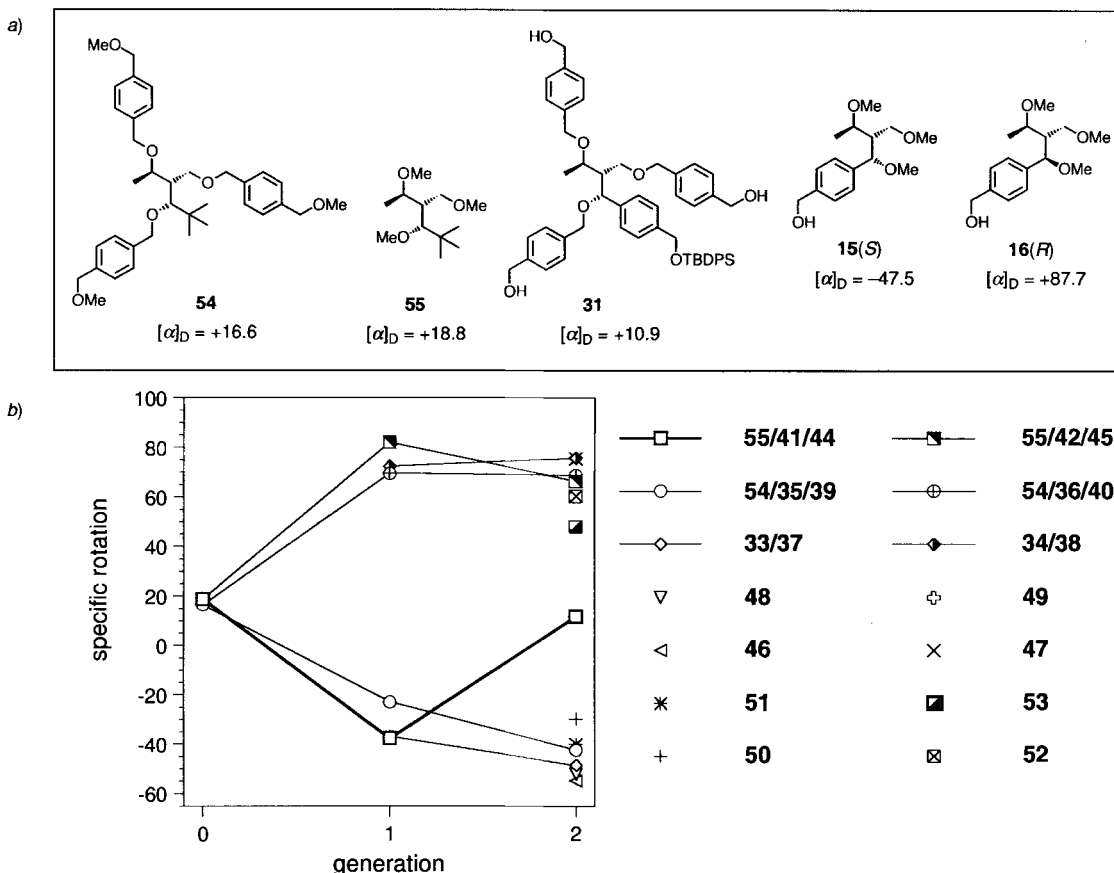 a)
MeO
O
O
O
OMe
OMe
54
[α]D = +16.6
OMe
OMe
MeO
55
[α]D = +18.8
HO
O
O
OH
O
OTBDPS
HO
31
[α]D = +10.9
OMe
OMe
OMe
OH
15(S)
[α]D = –47.5
OMe
OMe
OMe
OH
16(R)
[α]D = +87.7
b)
specific rotation
100
80
60
40
20
0
-20
-40
-60
0
1
2
generation
55/41/44
55/42/45
54/35/39
54/36/40
33/37
34/38
48
49
46
47
51
53
50
52